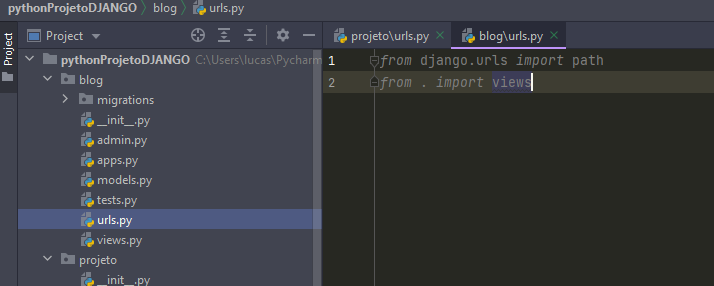 pythonProjetoDJANGO > blog > urls.py
Project
Project
projeto\urls.py
blog\urls.py
pythonProjetoDJANGO C:\Users\lucas\Pycharm
blog
migrations
__init__.py
admin.py
apps.py
models.py
tests.py
urls.py
views.py
projeto
__init__.py
1 from django.urls import path
2 from . import views